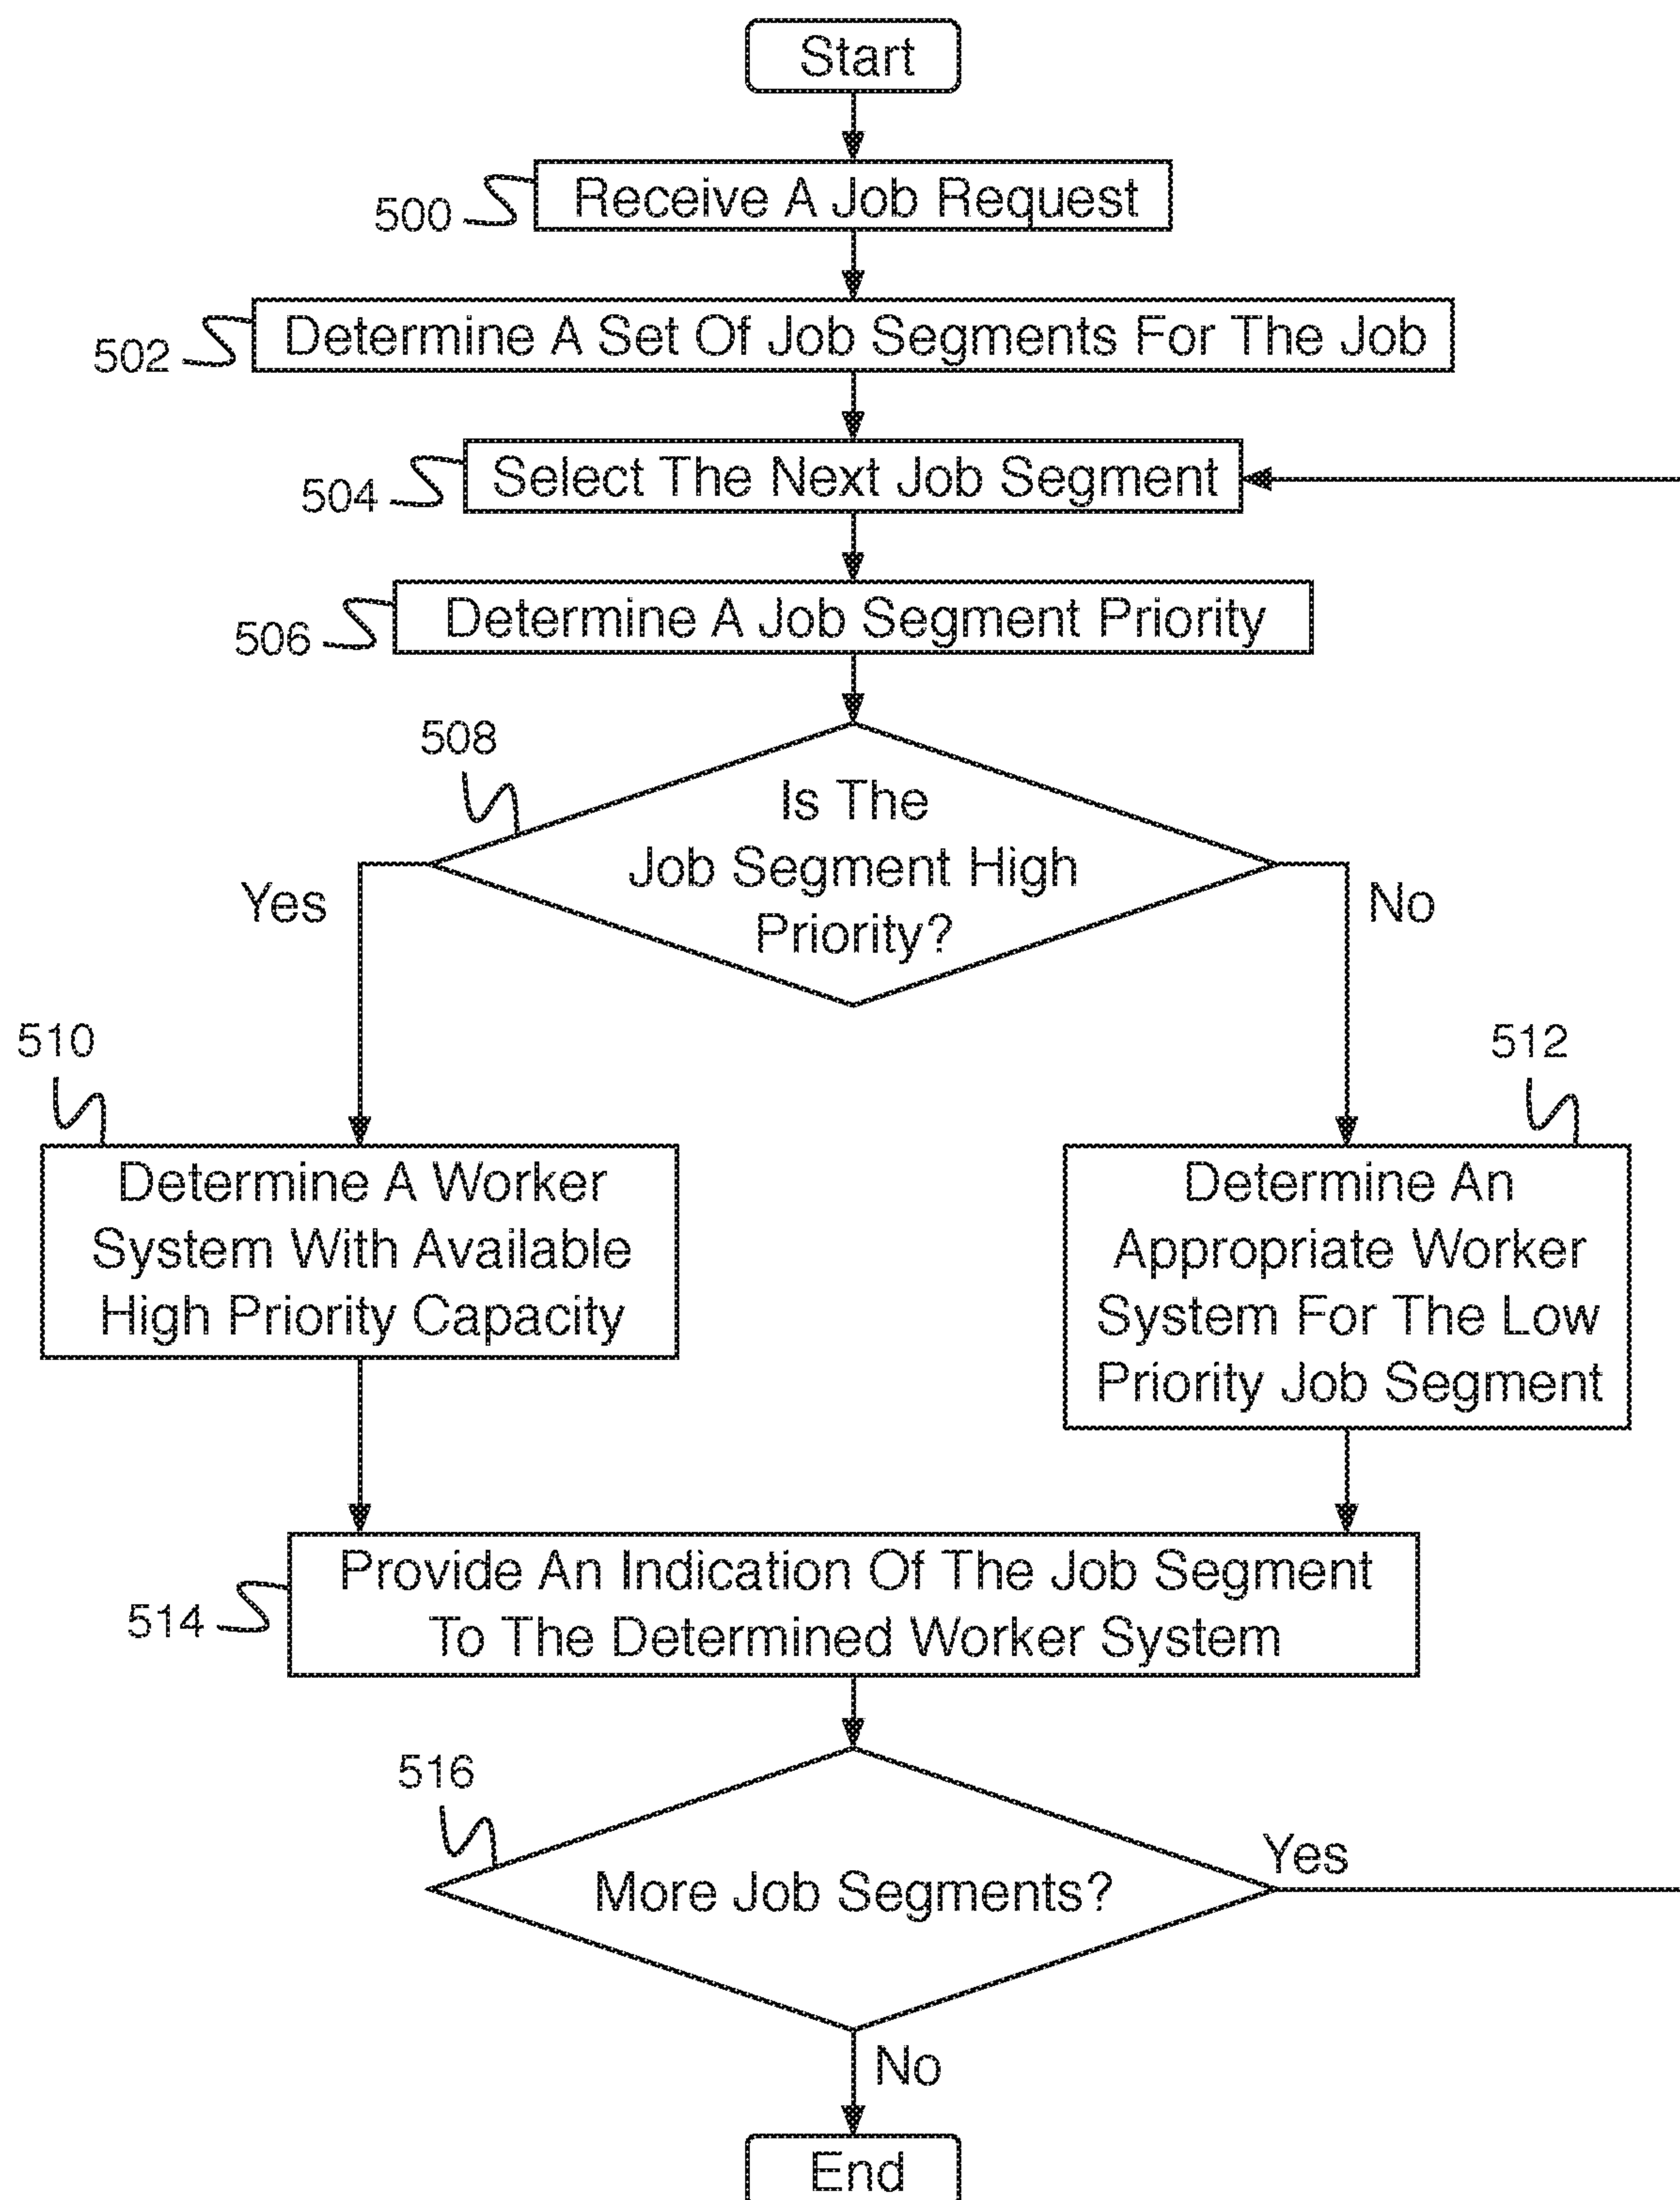 Start
500
Receive A Job Request
502
Determine A Set Of Job Segments For The Job
504
Select The Next Job Segment
506
Determine A Job Segment Priority
508
Is The
Job Segment High
Priority?
Yes
No
510
Determine A Worker
System With Available
High Priority Capacity
512
Determine An
Appropriate Worker
System For The Low
Priority Job Segment
514
Provide An Indication Of The Job Segment
To The Determined Worker System
516
More Job Segments?
Yes
No
End